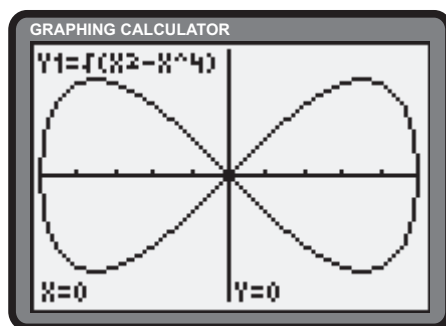 GRAPHING CALCULATOR
Y1=√(X2-X^4)
X=0 Y=0